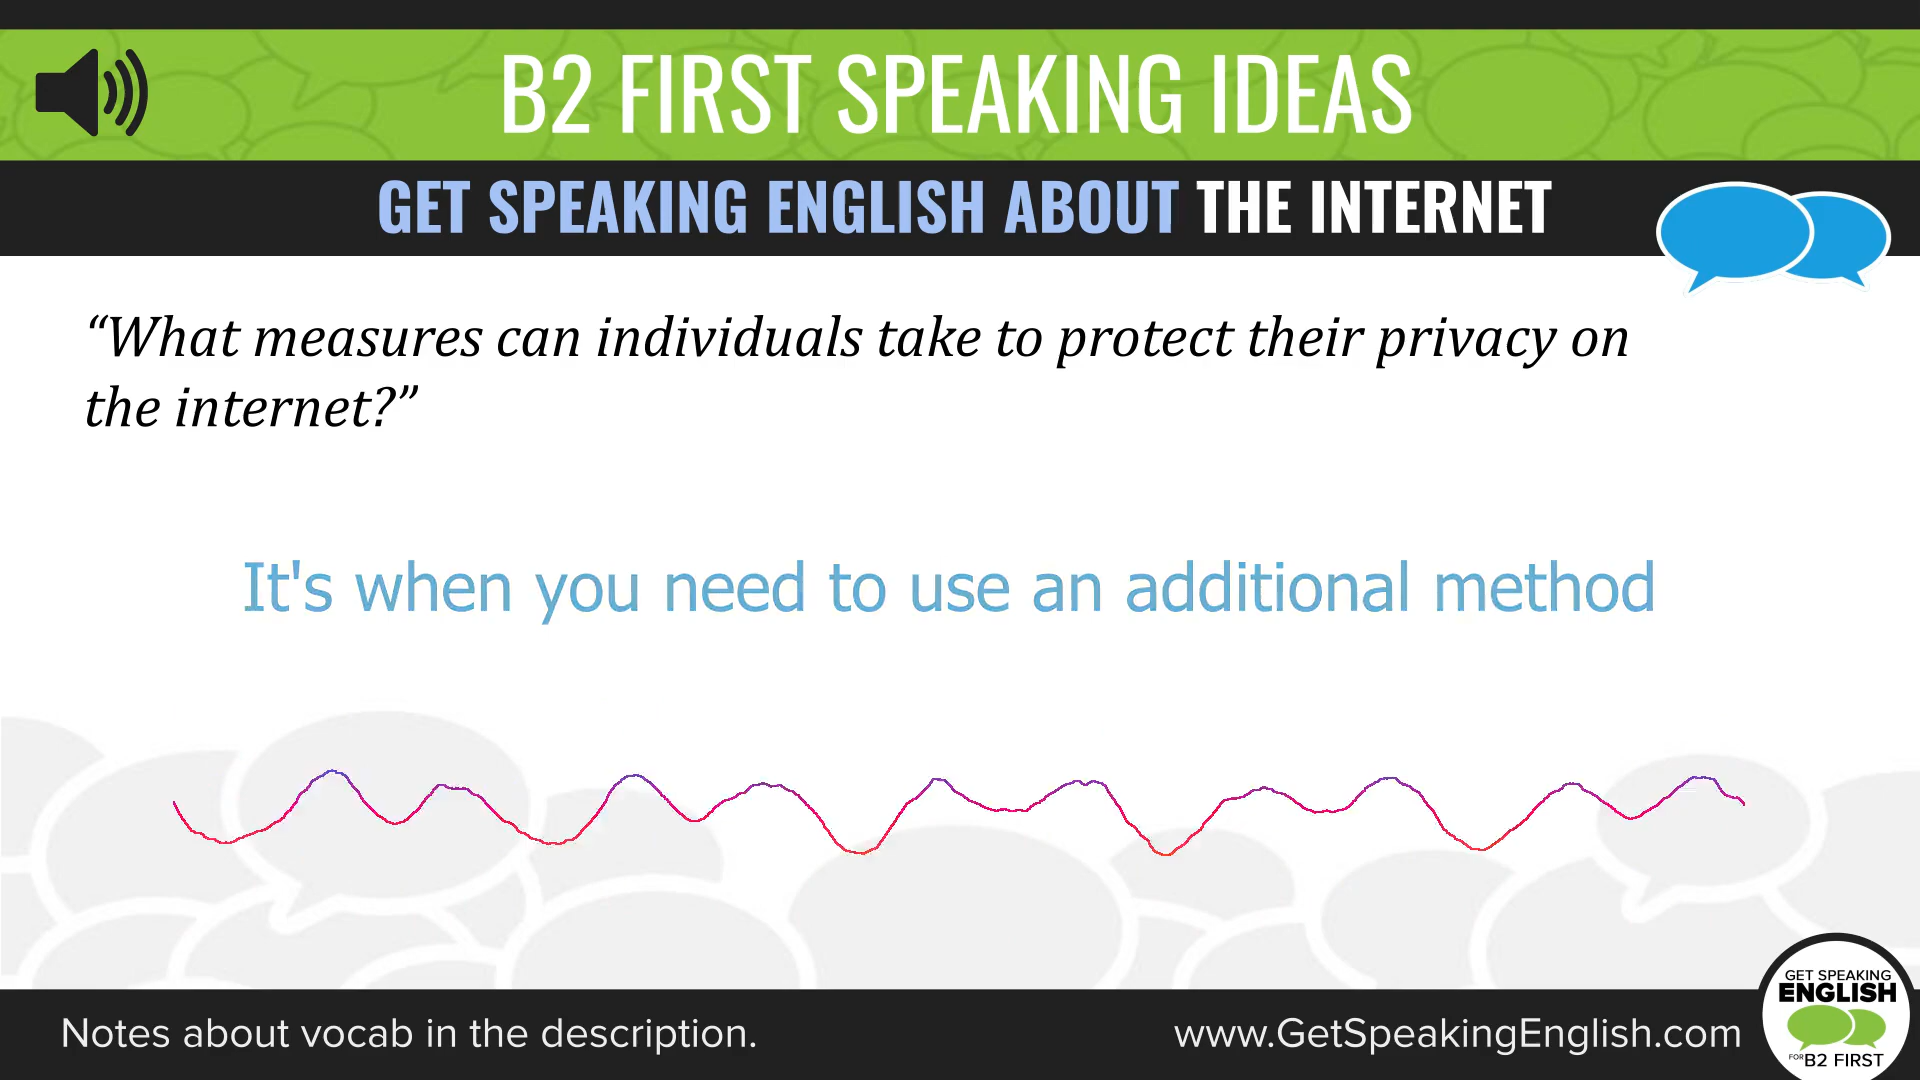 B2 FIRST SPEAKING IDEAS
GET SPEAKING ENGLISH ABOUT THE INTERNET
“What measures can individuals take to protect their privacy on
the internet?”
It's when you need to use an additional method
Notes about vocab in the description.
www.GetSpeakingEnglish.com
GET SPEAKING
ENGLISH
FOR B2 FIRST